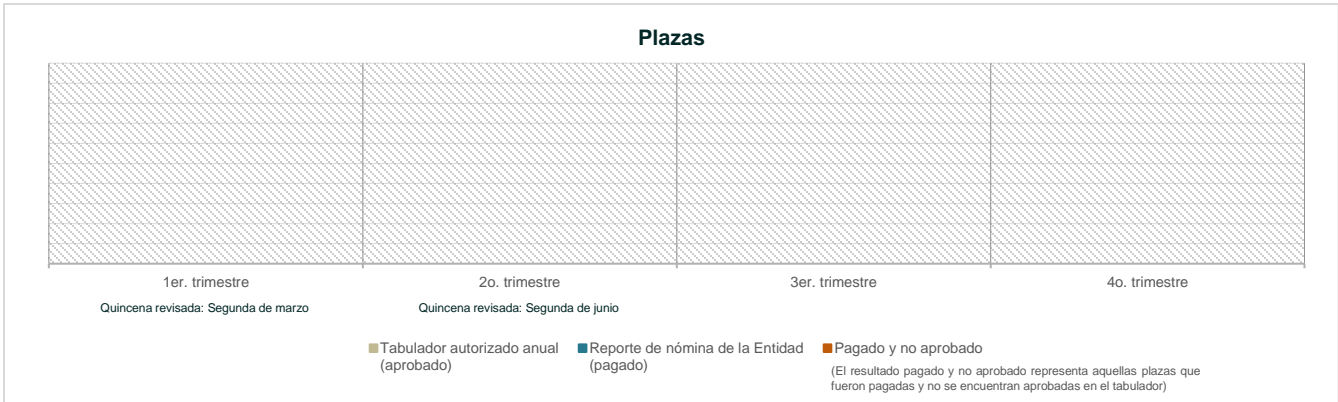 Plazas
1er. trimestre
2o. trimestre
3er. trimestre
4o. trimestre
Quincena revisada: Segunda de marzo
Quincena revisada: Segunda de junio
Tabulador autorizado anual
(aprobado)
Reporte de nómina de la Entidad
(pagado)
Pagado y no aprobado
(El resultado pagado y no aprobado representa aquellas plazas que
fueron pagadas y no se encuentran aprobadas en el tabulador)